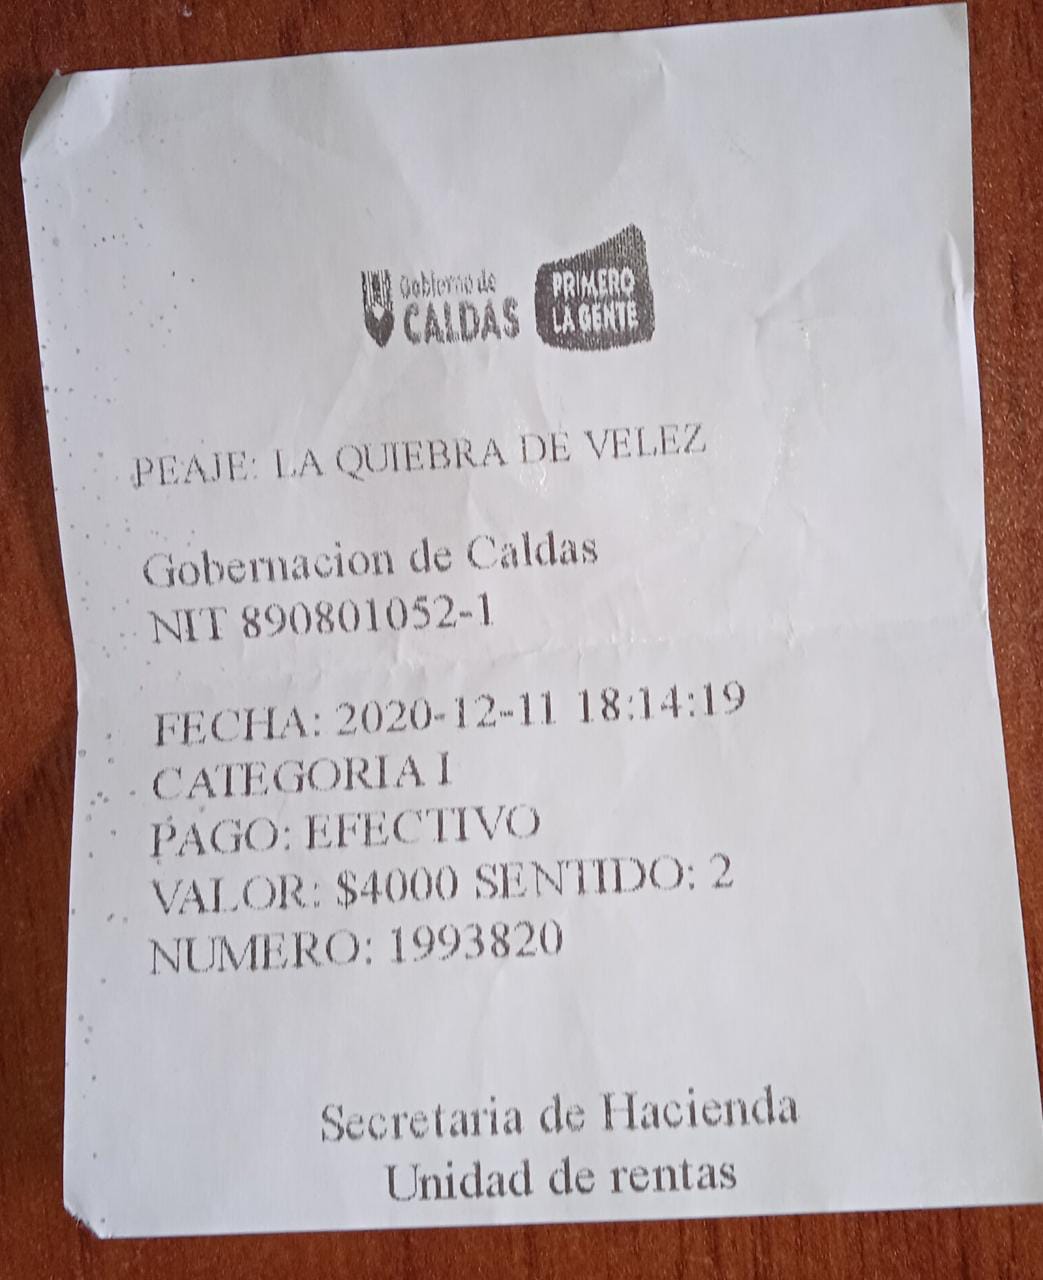 Gobierno de
CALDAS
PRIMERO
LA GENTE
PEAJE: LA QUIEBRA DE VELEZ
Gobernacion de Caldas
NIT 890801052-1
FECHA: 2020-12-11 18:14:19
CATEGORIA I
PAGO: EFECTIVO
VALOR: $4000 SENTIDO: 2
NUMERO: 1993820
Secretaria de Hacienda
Unidad de rentas